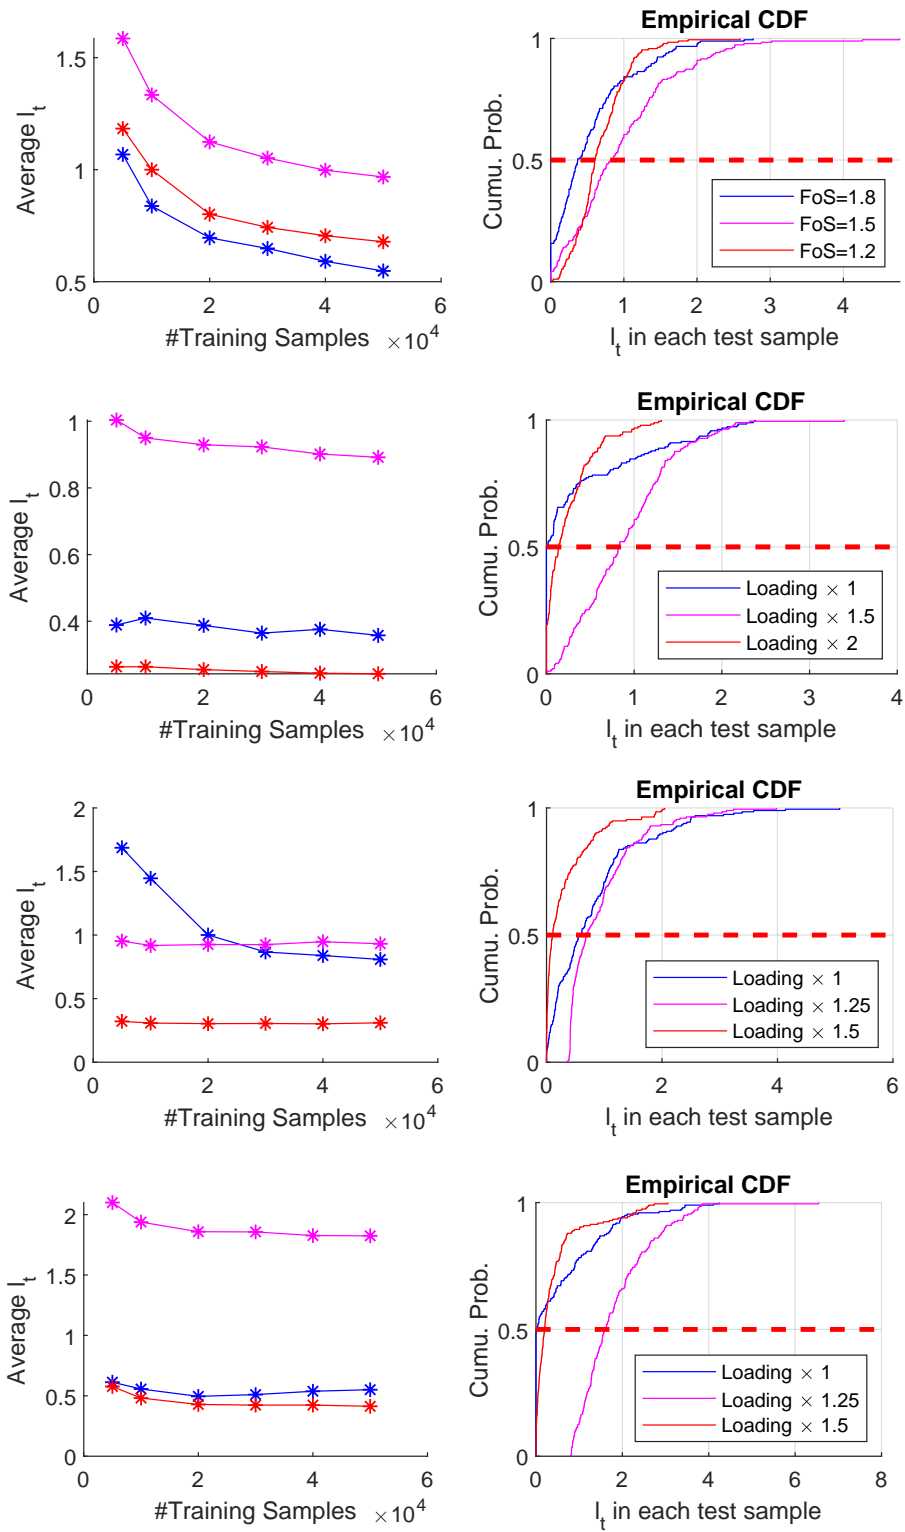 1.5
1
0.5
0
2
4
6
Average I_t
#Training Samples ×10^4
Empirical CDF
1
0.5
0
0
1
2
3
4
Cumu. Prob.
I_t in each test sample
FoS=1.8
FoS=1.5
FoS=1.2
1
0.8
0.6
0.4
0
2
4
6
Average I_t
#Training Samples ×10^4
Empirical CDF
1
0.5
0
0
1
2
3
4
Cumu. Prob.
I_t in each test sample
Loading × 1
Loading × 1.5
Loading × 2
2
1.5
1
0.5
0
0
2
4
6
Average I_t
#Training Samples ×10^4
Empirical CDF
1
0.5
0
0
2
4
6
Cumu. Prob.
I_t in each test sample
Loading × 1
Loading × 1.25
Loading × 1.5
2
1.5
1
0.5
0
0
2
4
6
Average I_t
#Training Samples ×10^4
Empirical CDF
1
0.5
0
0
2
4
6
8
Cumu. Prob.
I_t in each test sample
Loading × 1
Loading × 1.25
Loading × 1.5